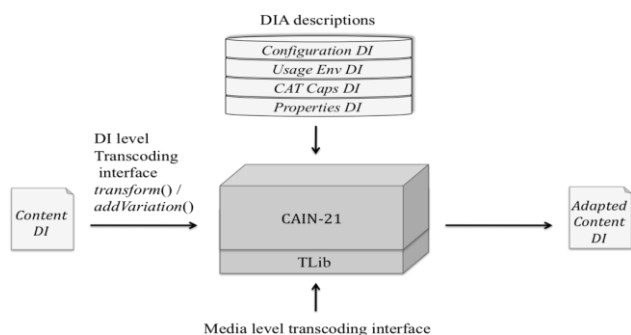 DIA descriptions
Configuration DI
Usage Env DI
CAT Caps DI
Properties DI
DI level
Transcoding
interface
transform() /
addVariation()
Content
DI
CAIN-21
TLib
Adapted
Content
DI
Media level transcoding interface